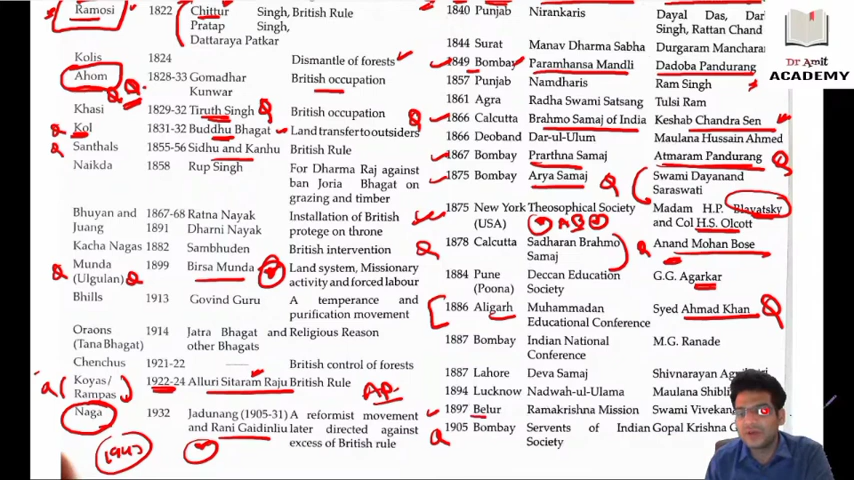 Ramosi 1822 Chittur Singh, British Rule
Pratap Singh,
Dattaraya Patkar
Kolis 1824 Dismantle of forests
Ahom 1828-33 Gomadhar British occupation
Kunwar
Khasi 1829-32 Tiruth Singh British occupation
Kol 1831-32 Buddhu Bhagat Land transfer to outsiders
Santhals 1855-56 Sidhu and Kanhu British Rule
Naikda 1858 Rup Singh For Dharma Raj against
ban Joria Bhagat on
grazing and timber
Bhuyan and 1867-68 Ratna Nayak Installation of British
Juang 1891 Dharni Nayak protege on throne
Kacha Nagas 1882 Sambhuden British intervention
Munda 1899 Birsa Munda Land system, Missionary
(Ulgulan) activity and forced labour
Bhills 1913 Govind Guru A temperance and
purification movement
Oraons 1914 Jatra Bhagat and Religious Reason
(Tana Bhagat) other Bhagats
Chenchus 1921-22 British control of forests
Koyas/ 1922-24 Alluri Sitaram Raju British Rule
Rampas AP
Naga 1932 Jadunang (1905-31) A reformist movement
and Rani Gaidinliu later directed against
excess of British rule
1840 Punjab Nirankaris Dayal Das,
Singh, Rattan Chand
1844 Surat Manav Dharma Sabha Durgaram
1849 Bombay Paramhansa Mandli Dadoba Pandurang
1857 Punjab Namdharis Ram Singh
1861 Agra Radha Swami Satsang Tulsi Ram
1866 Calcutta Brahmo Samaj of India Keshab Chandra Sen
1866 Deoband Dar-ul-Ulum Maulana Hussain Ahmed
1867 Bombay Prarthna Samaj Atmaram Pandurang
1875 Bombay Arya Samaj Swami Dayanand
Saraswati
1875 New York Theosophical Society Madam H.P. Blavatsky
(USA) and Col H.S. Olcott
1878 Calcutta Sadharan Brahmo Anand Mohan Bose
Samaj
1884 Pune Deccan Education G.G. Agarkar
(Poona) Society
1886 Aligarh Muhammadan Syed Ahmad Khan
Educational Conference
1887 Bombay Indian National M.G. Ranade
Conference
1887 Lahore Deva Samaj Shivnarayan
1894 Lucknow Nadwah-ul-Ulama Maulana
1897 Belur Ramakrishna Mission Swami
1905 Bombay Servents of Indian Gopal Krishna
Society
Dr Amit
ACADEMY